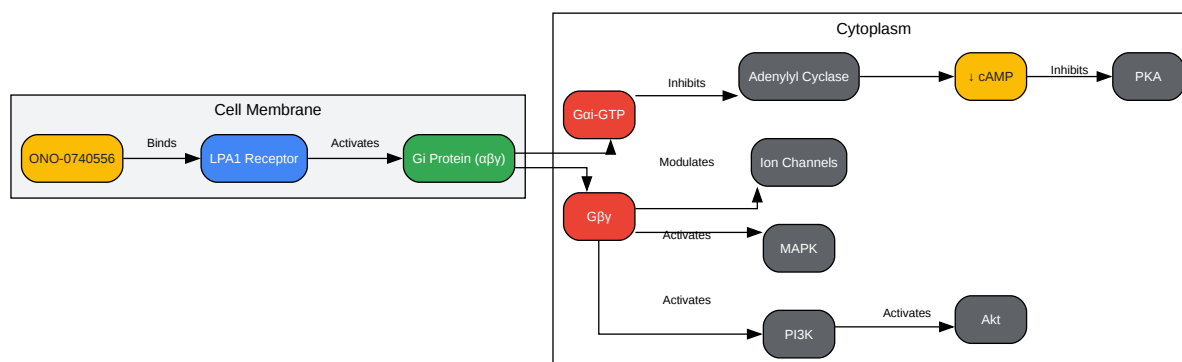 Cytoplasm
Adenylyl Cyclase
↓ cAMP
PKA
Inhibits
Inhibits
Gαi-GTP
Cell Membrane
ONO-0740556
Binds
LPA1 Receptor
Activates
Gi Protein (αβγ)
Modulates
Ion Channels
Gβγ
Activates
MAPK
Activates
PI3K
Activates
Akt